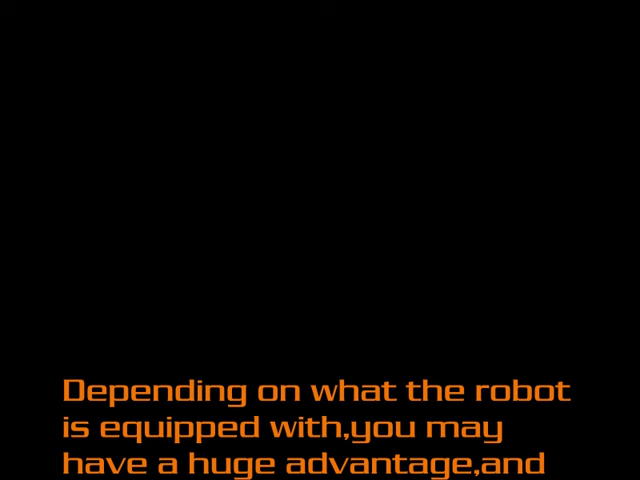 Depending on what the robot
is equipped with,you may
have a huge advantage,and